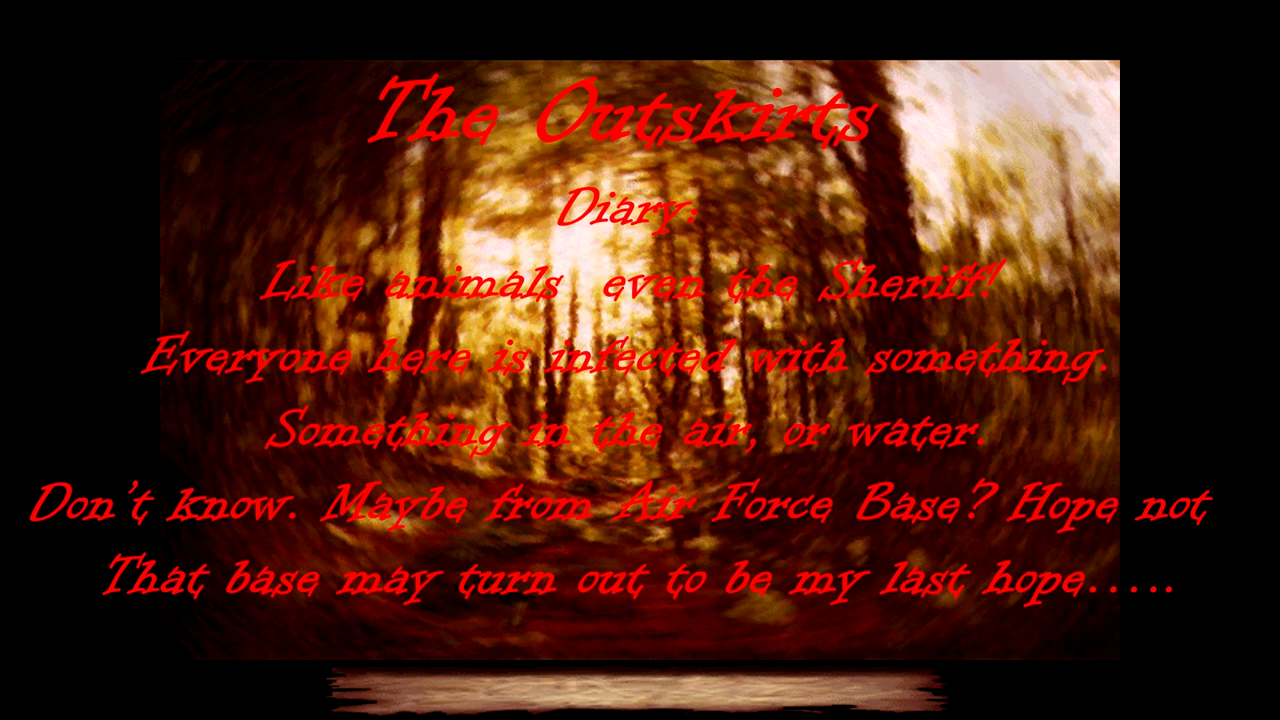 The Outskirts
Diary:
Like animals even the Sheriff!
Everyone here is infected with something.
Something in the air, or water.
Don't know. Maybe from Air Force Base? Hope not
That base may turn out to be my last hope.....